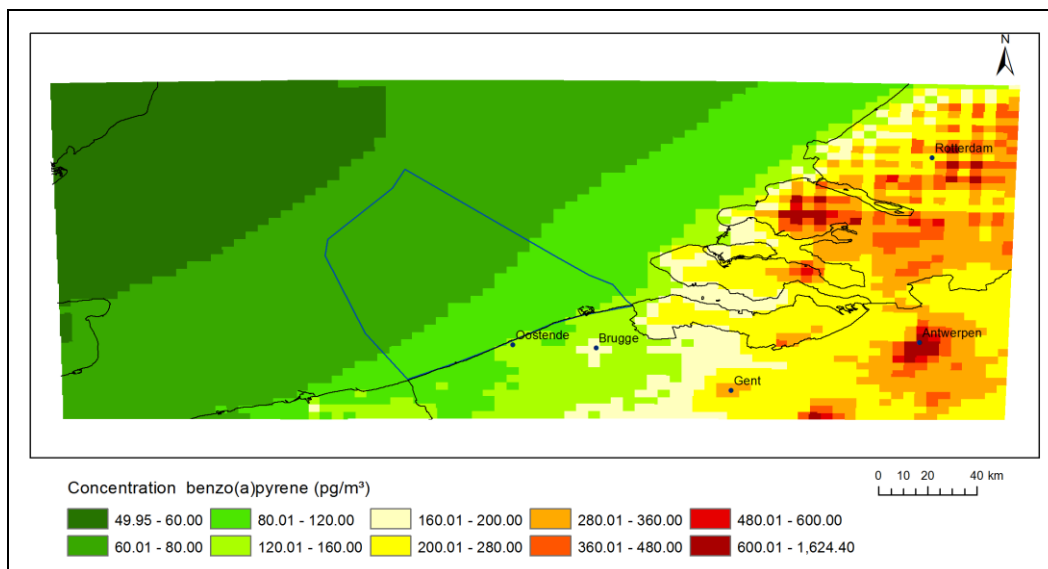 N
Rotterdam
Oostende
Brugge
Antwerpen
Gent
0 10 20 40 km
Concentration benzo(a)pyrene (pg/m³)
49.95 - 60.00 80.01 - 120.00 160.01 - 200.00 280.01 - 360.00 480.01 - 600.00
60.01 - 80.00 120.01 - 160.00 200.01 - 280.00 360.01 - 480.00 600.01 - 1,624.40